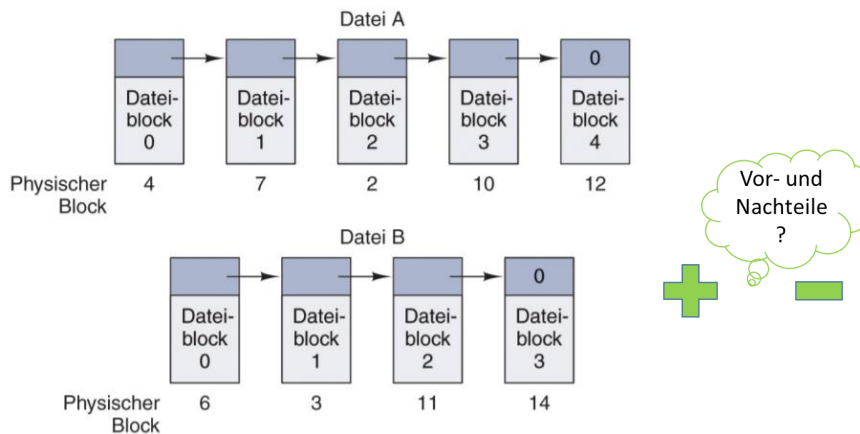 Datei A
0
Datei- Datei- Datei- Datei- Datei-
block block block block block
0 1 2 3 4
Physischer 4 7 2 10 12
Block
Datei B
0
Datei- Datei- Datei- Datei-
block block block block
0 1 2 3
Physischer 6 3 11 14
Block
Vor- und
Nachteile
?